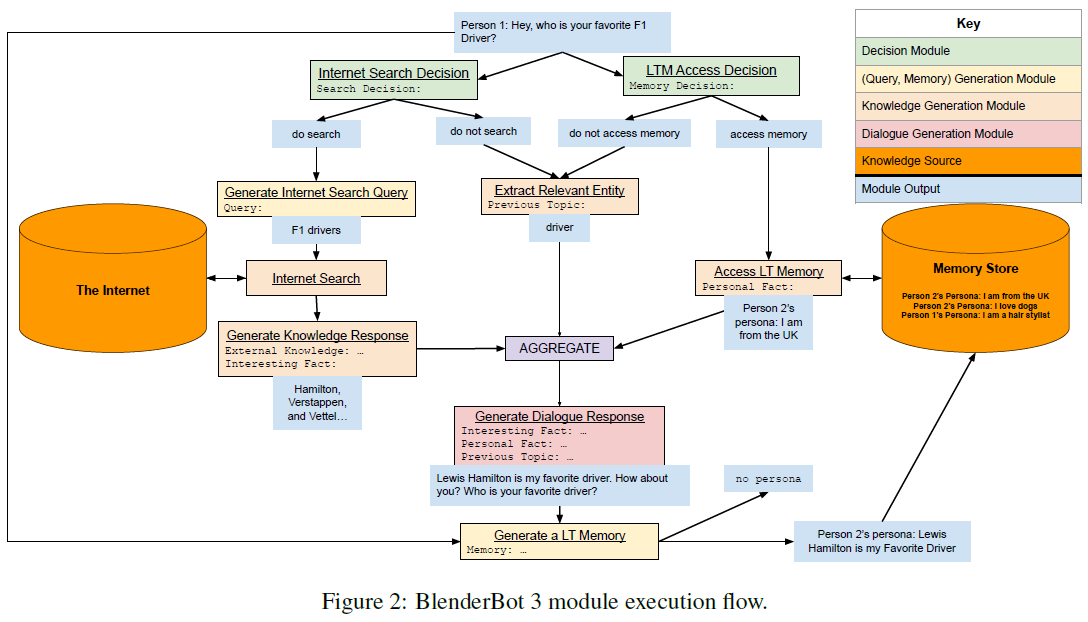 Person 1: Hey, who is your favorite F1
Driver?
Key
Decision Module
(Query, Memory) Generation Module
Knowledge Generation Module
Dialogue Generation Module
Knowledge Source
Module Output
Internet Search Decision
Search Decision:
LTM Access Decision
Memory Decision:
do search
do not search
do not access memory
access memory
Generate Internet Search Query
Query:
F1 drivers
Extract Relevant Entity
Previous Topic:
driver
The Internet
Internet Search
Access LT Memory
Personal Fact:
Person 2's
persona: I am
from the UK
Memory Store
Person 2's Persona: I am from the UK
Person 2's Persona: I love dogs
Person 1's Persona: I am a hair stylist
Generate Knowledge Response
External Knowledge: …
Interesting Fact:
Hamilton,
Verstappen,
and Vettel…
AGGREGATE
Generate Dialogue Response
Interesting Fact: …
Personal Fact: …
Previous Topic: …
Lewis Hamilton is my favorite driver. How about
you? Who is your favorite driver?
no persona
Generate a LT Memory
Memory: …
Person 2's persona: Lewis
Hamilton is my Favorite Driver
Figure 2: BlenderBot 3 module execution flow.